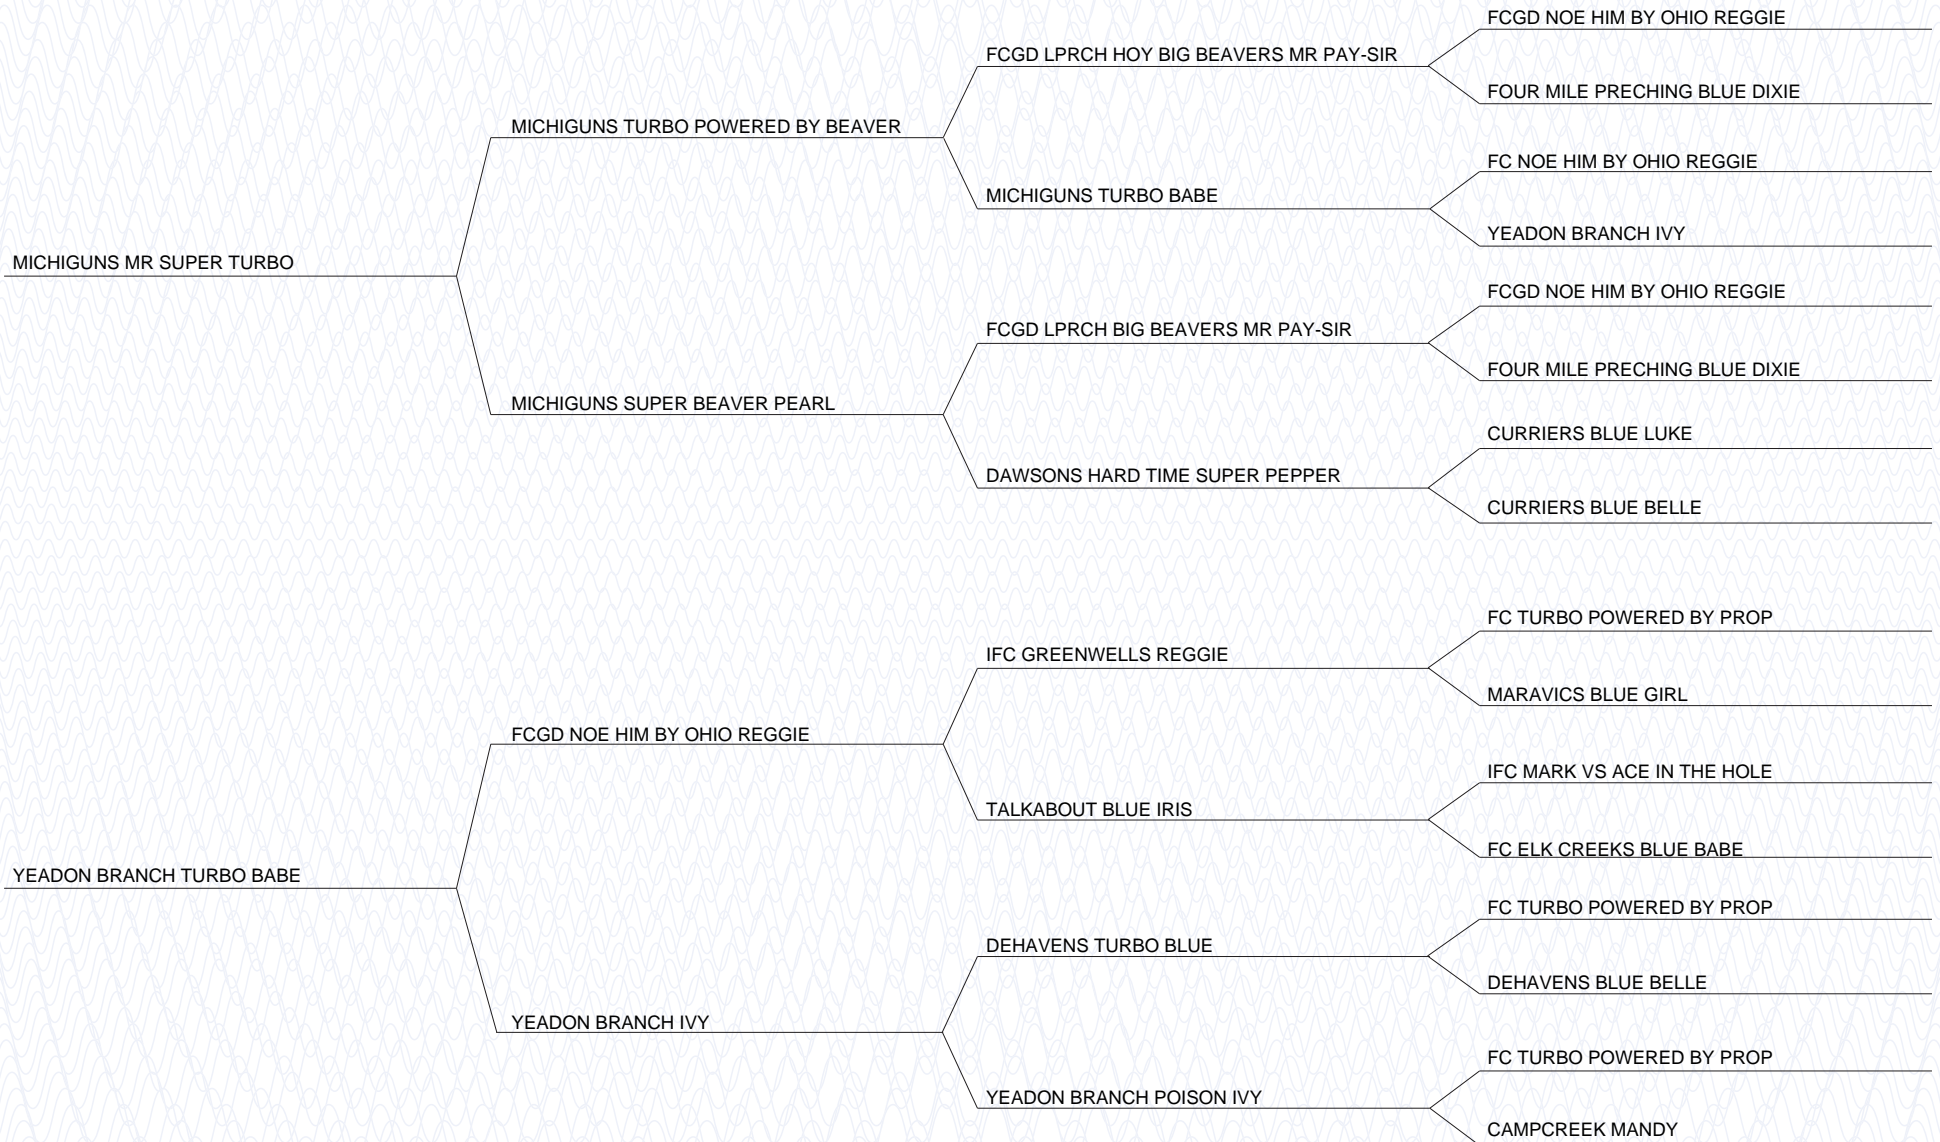 FCGD NOE HIM BY OHIO REGGIE
FCGD LPRCH HOY BIG BEAVERS MR PAY-SIR
FOUR MILE PRECHING BLUE DIXIE
MICHIGUNS TURBO POWERED BY BEAVER
FC NOE HIM BY OHIO REGGIE
MICHIGUNS TURBO BABE
YEADON BRANCH IVY
MICHIGUNS MR SUPER TURBO
FCGD NOE HIM BY OHIO REGGIE
FCGD LPRCH BIG BEAVERS MR PAY-SIR
FOUR MILE PRECHING BLUE DIXIE
MICHIGUNS SUPER BEAVER PEARL
CURRIERS BLUE LUKE
DAWSONS HARD TIME SUPER PEPPER
CURRIERS BLUE BELLE
FC TURBO POWERED BY PROP
IFC GREENWELLS REGGIE
MARAVICS BLUE GIRL
FCGD NOE HIM BY OHIO REGGIE
IFC MARK VS ACE IN THE HOLE
TALKABOUT BLUE IRIS
FC ELK CREEKS BLUE BABE
YEADON BRANCH TURBO BABE
FC TURBO POWERED BY PROP
DEHAVENS TURBO BLUE
DEHAVENS BLUE BELLE
YEADON BRANCH IVY
FC TURBO POWERED BY PROP
YEADON BRANCH POISON IVY
CAMPCREEK MANDY